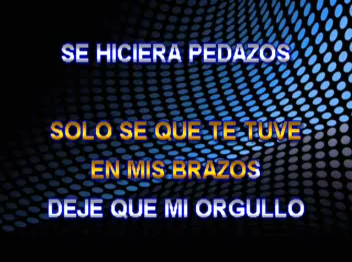 SE HICIERA PEDAZOS
SOLO SE QUE TE TUVE
EN MIS BRAZOS
DEJE QUE MI ORGULLO